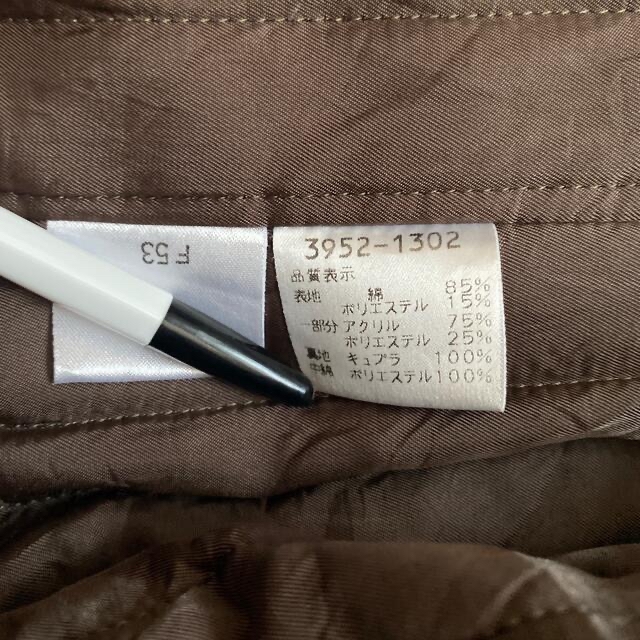 F 53
3952-1302
品質表示
表地 綿 85%
ポリエステル 15%
一部分 アクリル 75%
ポリエステル 25%
裏地 キュプラ 100%
中綿 ポリエステル 100%